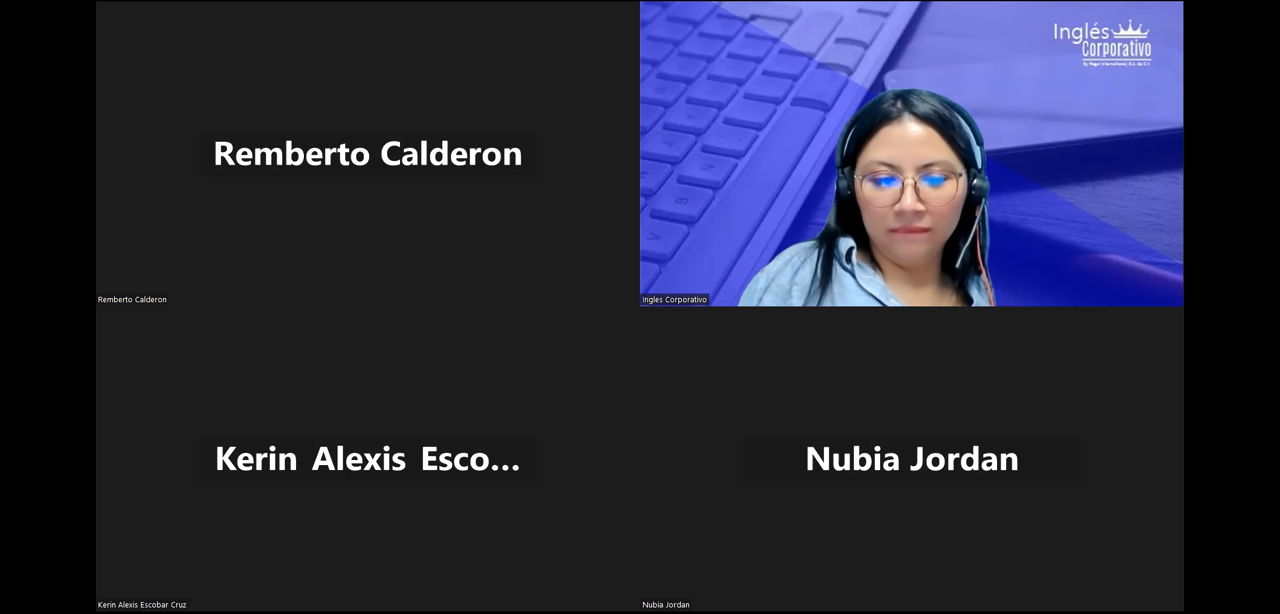 Remberto Calderon
Remberto Calderon
Inglés
Corporativo
Ingles Corporativo
Kerin Alexis Esco...
Kerin Alexis Escobar Cruz
Nubia Jordan
Nubia Jordan